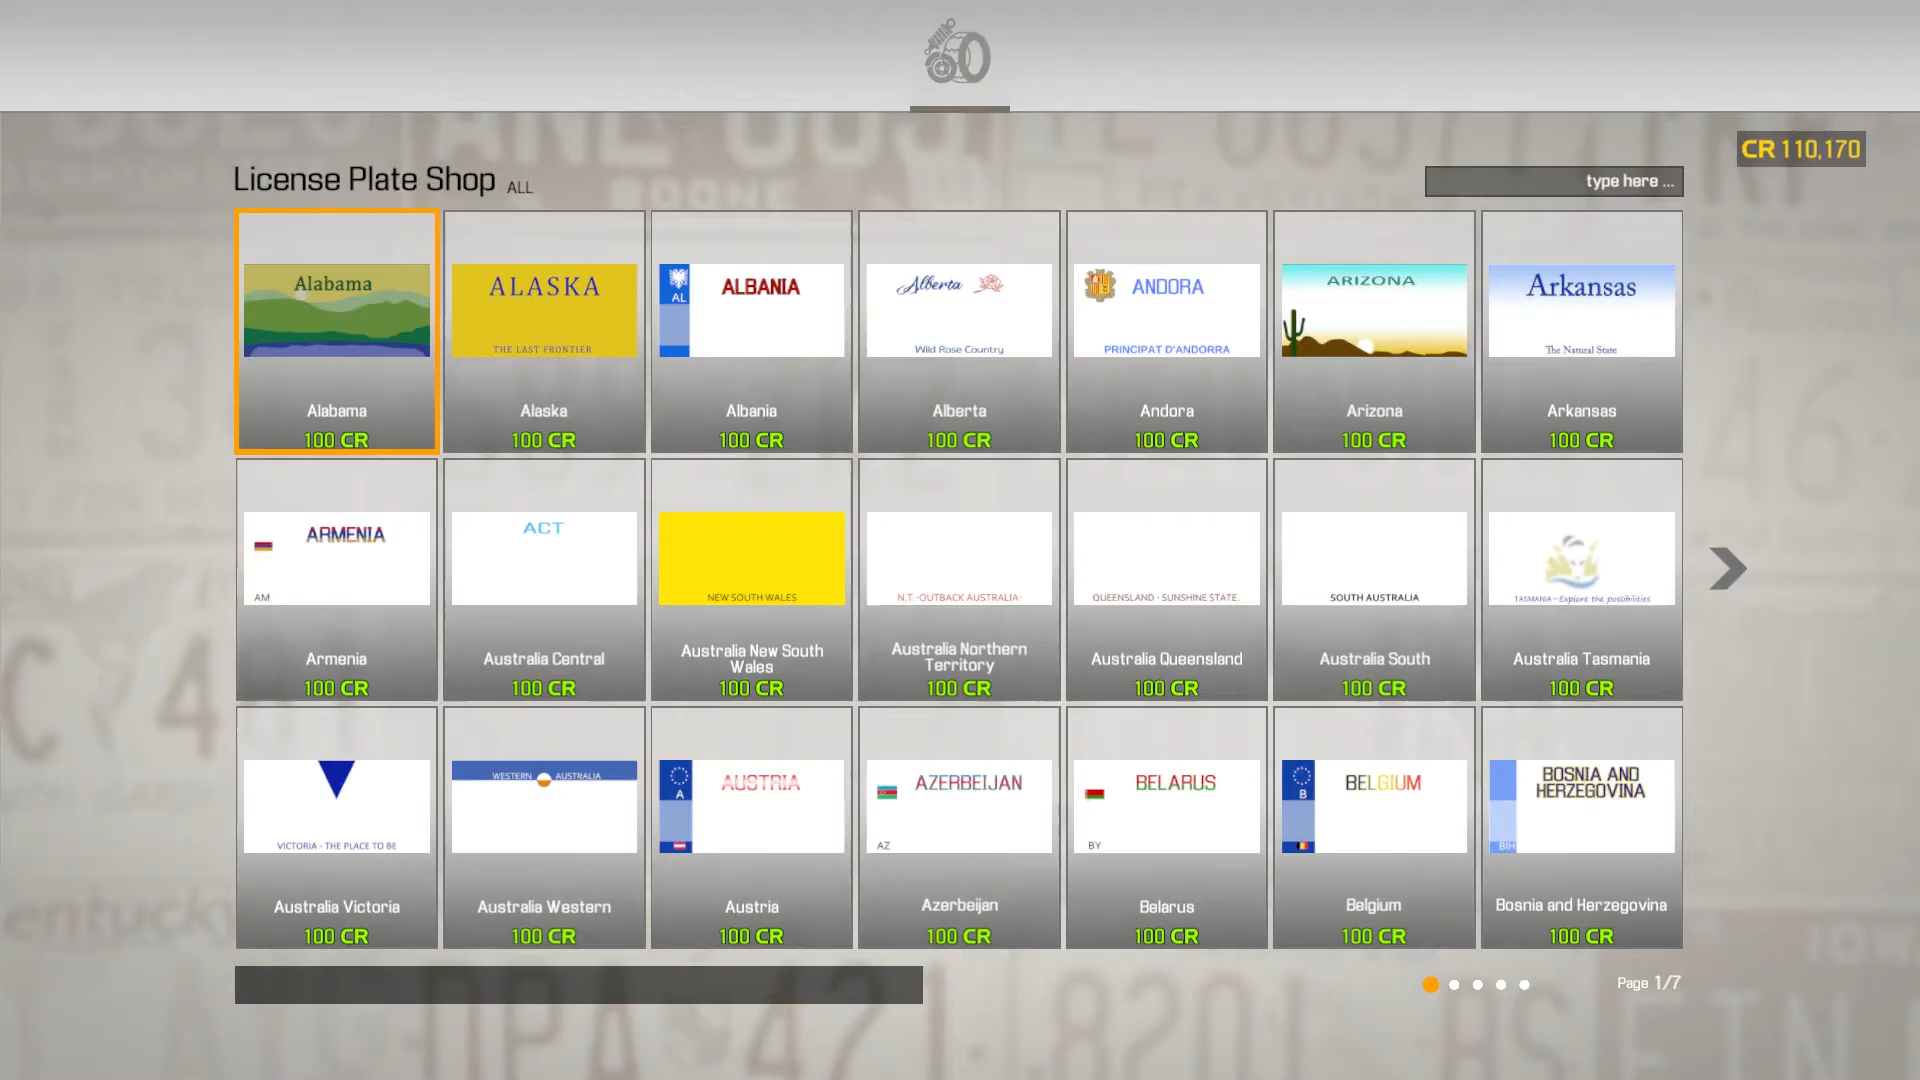 CR 110,170
License Plate Shop ALL
type here ...
Alabama
ALASKA
THE LAST FRONTIER
AL
ALBANIA
Alberta
Wild Rose Country
ANDORA
PRINCIPAT D'ANDORRA
ARIZONA
Arkansas
The Natural State
Alabama
100 CR
Alaska
100 CR
Albania
100 CR
Alberta
100 CR
Andora
100 CR
Arizona
100 CR
Arkansas
100 CR
ARMENIA
AM
ACT
NEW SOUTH WALES
N.T.-OUTBACK AUSTRALIA-
QUEENSLAND - SUNSHINE STATE.
SOUTH AUSTRALIA
TASMANIA - Explore the possibilities
Armenia
100 CR
Australia Central
100 CR
Australia New South
Wales
100 CR
Australia Northern
Territory
100 CR
Australia Queensland
100 CR
Australia South
100 CR
Australia Tasmania
100 CR
VICTORIA - THE PLACE TO BE
WESTERN AUSTRALIA
A
AUSTRIA
AZERBEIJAN
AZ
BELARUS
BY
B
BELGIUM
BOSNIA AND
HERZEGOVINA
BIH
Australia Victoria
100 CR
Australia Western
100 CR
Austria
100 CR
Azerbeijan
100 CR
Belarus
100 CR
Belgium
100 CR
Bosnia and Herzegovina
100 CR
Page 1/7